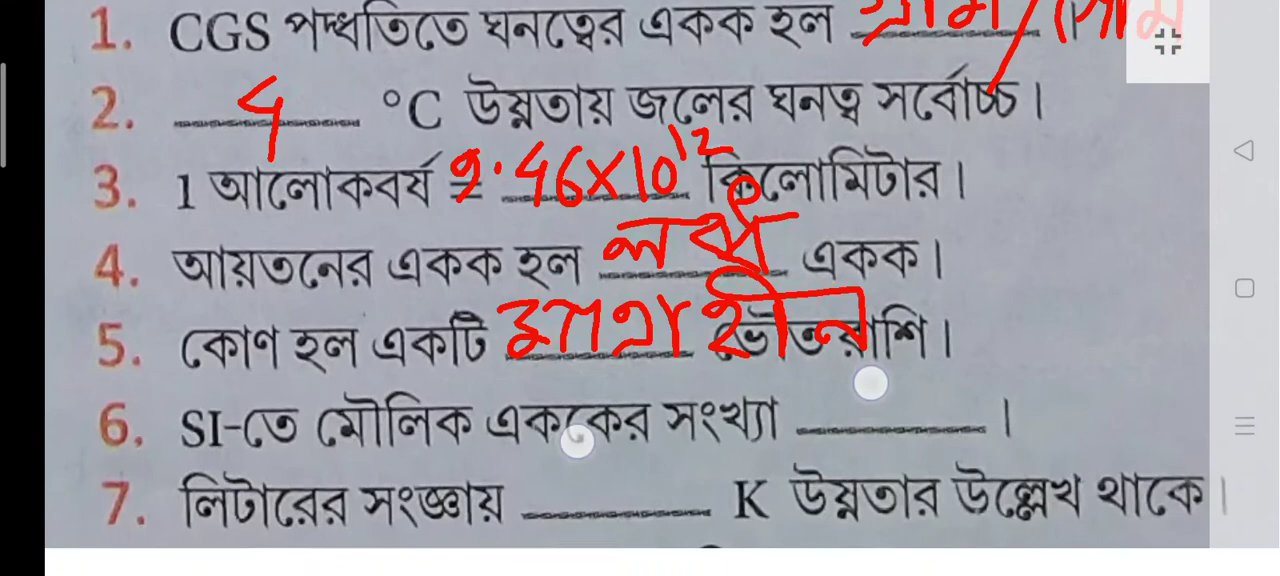 1. CGS পদ্ধতিতে ঘনত্বের একক হল গ্রাম/সেমি ।
2. 4 °C উষ্ণতায় জলের ঘনত্ব সর্বোচ্চ।
3. 1 আলোকবর্ষ = 9.46×10¹² কিলোমিটার।
4. আয়তনের একক হল লব্ধ একক।
5. কোণ হল একটি মাত্রাহীন ভৌতরাশি।
6. SI-তে মৌলিক এককের সংখ্যা ________ ।
7. লিটারের সংজ্ঞায় ________ K উষ্ণতার উল্লেখ থাকে।